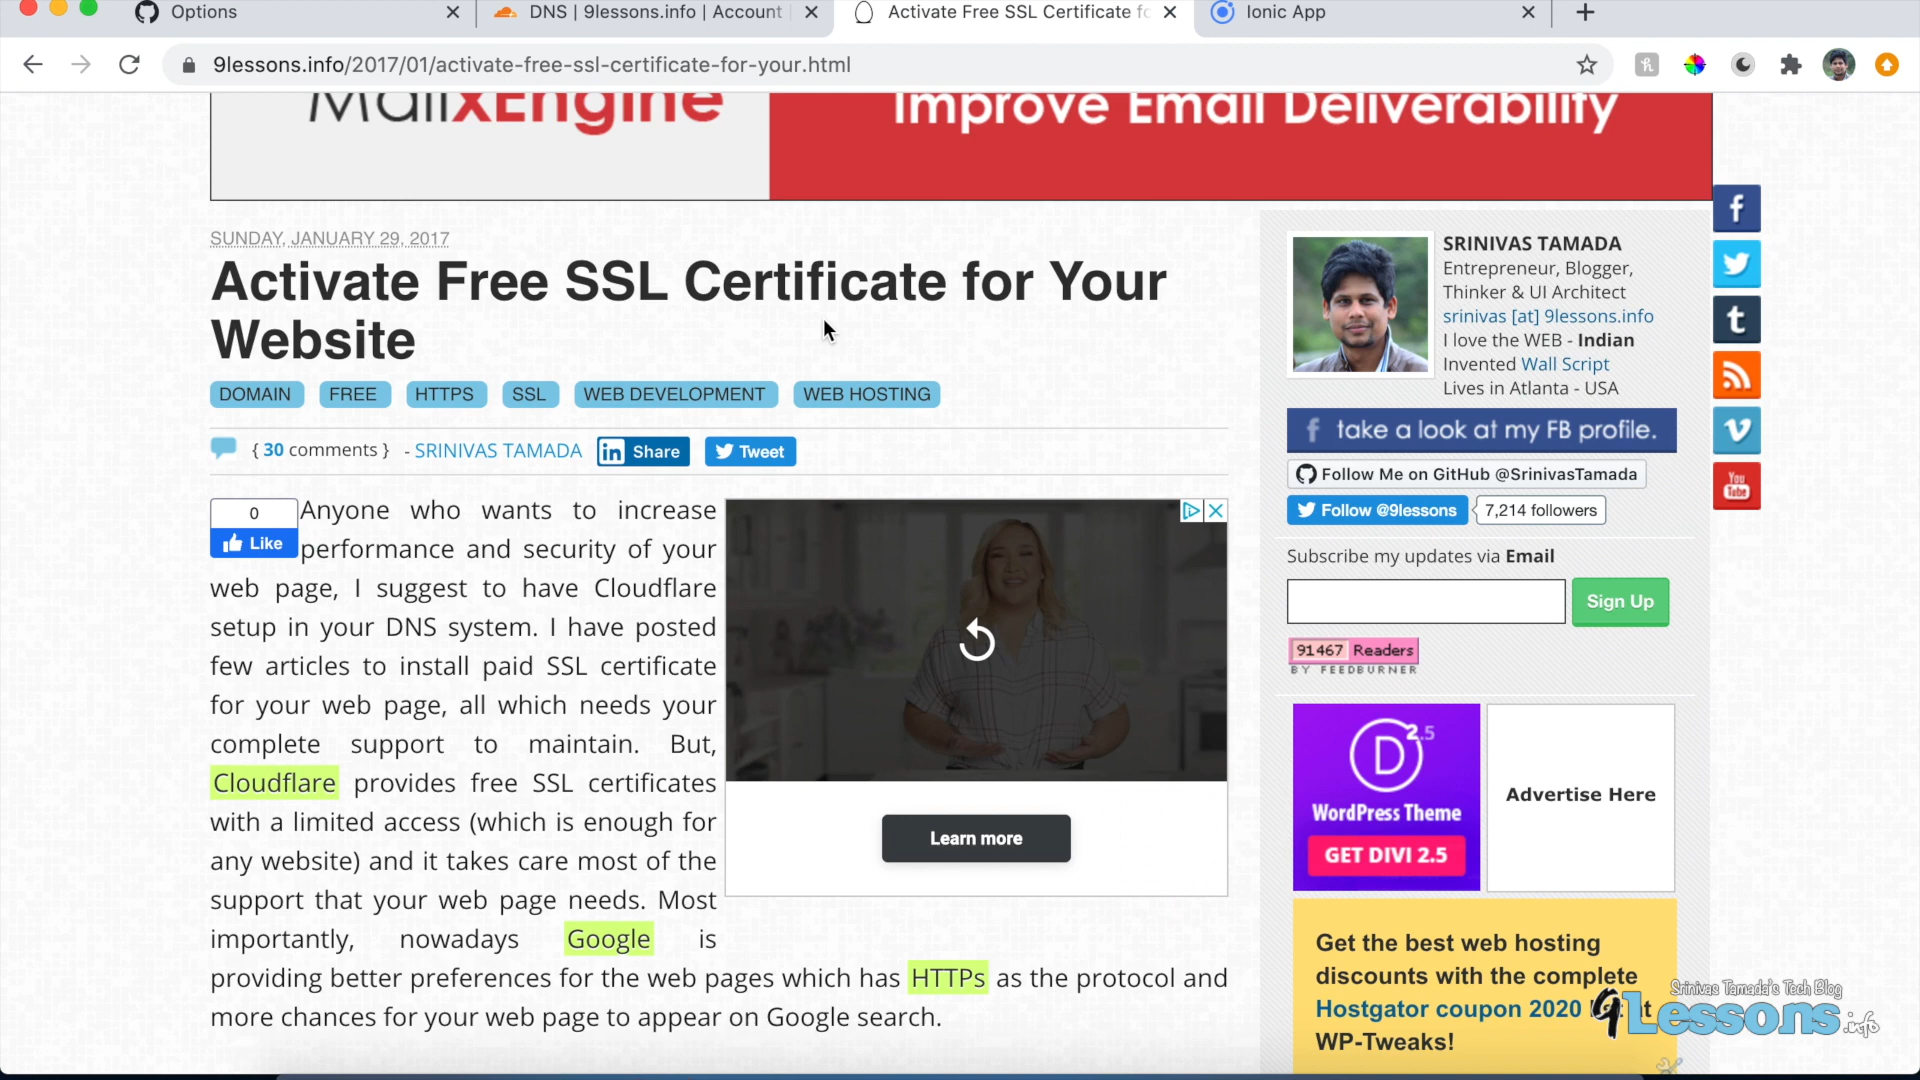 Options
DNS | 9lessons.info | Account
Activate Free SSL Certificate fo
Ionic App
9lessons.info/2017/01/activate-free-ssl-certificate-for-your.html
MailXEngine
Improve Email Deliverability
SUNDAY, JANUARY 29, 2017
Activate Free SSL Certificate for Your
Website
DOMAIN FREE HTTPS SSL WEB DEVELOPMENT WEB HOSTING
{ 30 comments } - SRINIVAS TAMADA in Share Tweet
0
Like
Anyone who wants to increase
performance and security of your
web page, I suggest to have Cloudflare
setup in your DNS system. I have posted
few articles to install paid SSL certificate
for your web page, all which needs your
complete support to maintain. But,
Cloudflare provides free SSL certificates
with a limited access (which is enough for
any website) and it takes care most of the
support that your web page needs. Most
importantly, nowadays Google is
providing better preferences for the web pages which has HTTPs as the protocol and
more chances for your web page to appear on Google search.
Learn more
SRINIVAS TAMADA
Entrepreneur, Blogger,
Thinker & UI Architect
srinivas [at] 9lessons.info
I love the WEB - Indian
Invented Wall Script
Lives in Atlanta - USA
f take a look at my FB profile.
Follow Me on GitHub @SrinivasTamada
Follow @9lessons 7,214 followers
Subscribe my updates via Email
Sign Up
91467 Readers
BY FEEDBURNER
D 2.5
WordPress Theme
GET DIVI 2.5
Advertise Here
Get the best web hosting
discounts with the complete
Hostgator coupon 2020
WP-Tweaks!
Srinivas Tamada's Tech Blog
9Lessons.info
f
t
v
You
Tube